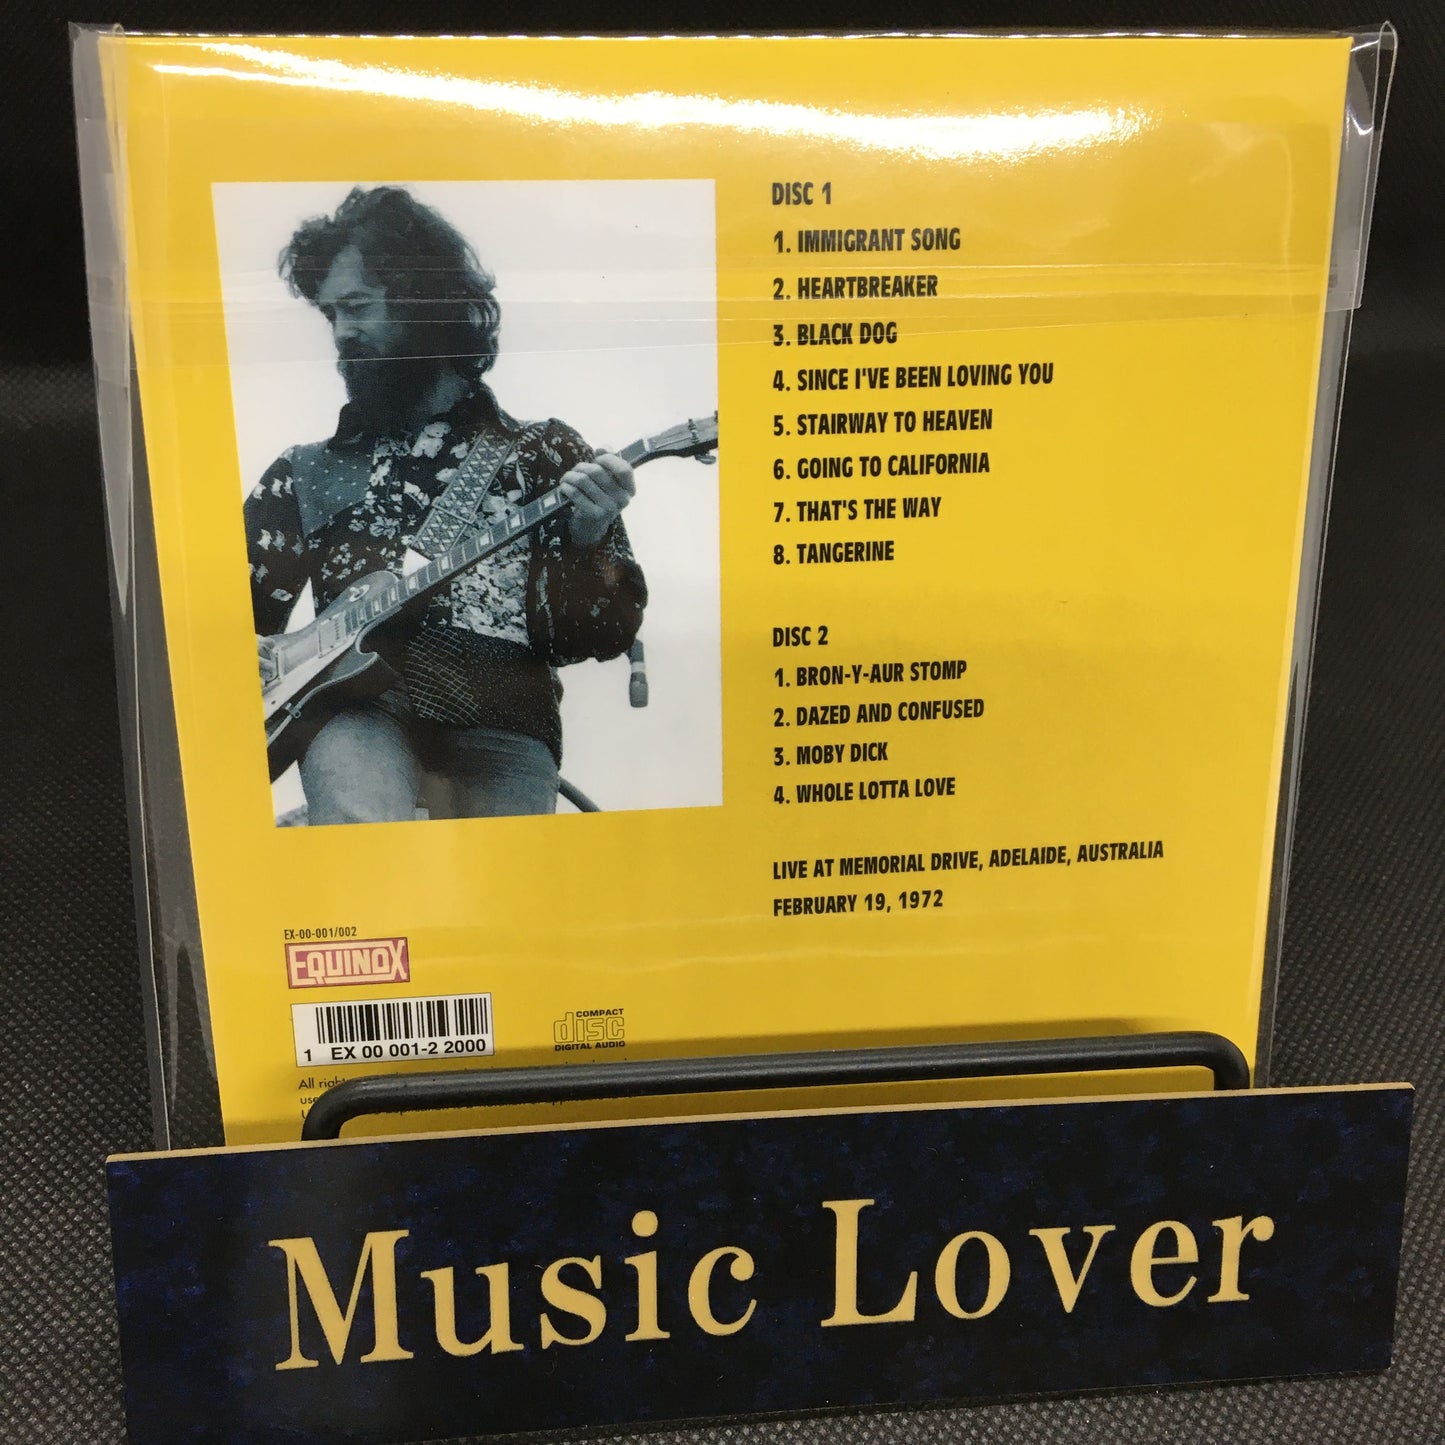 DISC 1
1. IMMIGRANT SONG
2. HEARTBREAKER
3. BLACK DOG
4. SINCE I'VE BEEN LOVING YOU
5. STAIRWAY TO HEAVEN
6. GOING TO CALIFORNIA
7. THAT'S THE WAY
8. TANGERINE
DISC 2
1. BRON-Y-AUR STOMP
2. DAZED AND CONFUSED
3. MOBY DICK
4. WHOLE LOTTA LOVE
LIVE AT MEMORIAL DRIVE, ADELAIDE, AUSTRALIA
FEBRUARY 19, 1972
EX-00-001/002
EQUINOX
1 EX 00 001-2 2000
COMPACT
disc
DIGITAL AUDIO
All
Music Lover